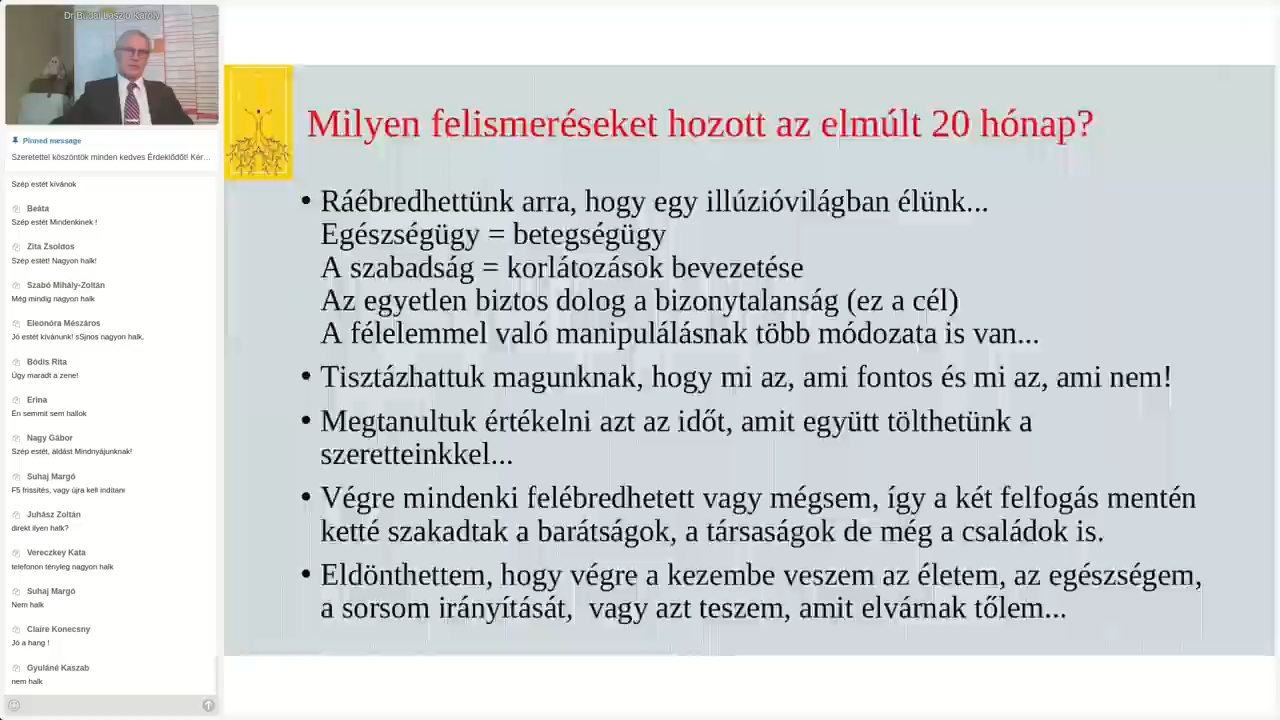 Dr Budai László Károly
Pinned message
Szeretettel köszöntök minden kedves Érdeklődőt! Kér…
Szép estét kívánok
Beáta
Szép estét Mindenkinek !
Zita Zsoldos
Szép estét! Nagyon halk!
Szabó Mihály-Zoltán
Még mindig nagyon halk
Eleonóra Mészáros
Jó estét kívánunk! sSjnos nagyon halk.
Bódis Rita
Úgy maradt a zene!
Erina
Én semmit sem hallok
Nagy Gábor
Szép estét, áldást Mindnyájunknak!
Suhaj Margó
F5 frissítés, vagy újra kell indítani
Juhász Zoltán
direkt ilyen halk?
Vereczkey Kata
telefonon tényleg nagyon halk
Suhaj Margó
Nem halk
Claire Konecsny
Jó a hang !
Gyuláné Kaszab
nem halk
Milyen felismeréseket hozott az elmúlt 20 hónap?
• Ráébredhettünk arra, hogy egy illúzióvilágban élünk...
Egészségügy = betegségügy
A szabadság = korlátozások bevezetése
Az egyetlen biztos dolog a bizonytalanság (ez a cél)
A félelemmel való manipulálásnak több módozata is van...
• Tisztázhattuk magunknak, hogy mi az, ami fontos és mi az, ami nem!
• Megtanultuk értékelni azt az időt, amit együtt tölthetünk a
szeretteinkkel...
• Végre mindenki felébredhetett vagy mégsem, így a két felfogás mentén
ketté szakadtak a barátságok, a társaságok de még a családok is.
• Eldönthettem, hogy végre a kezembe veszem az életem, az egészségem,
a sorsom irányítását, vagy azt teszem, amit elvárnak tőlem...